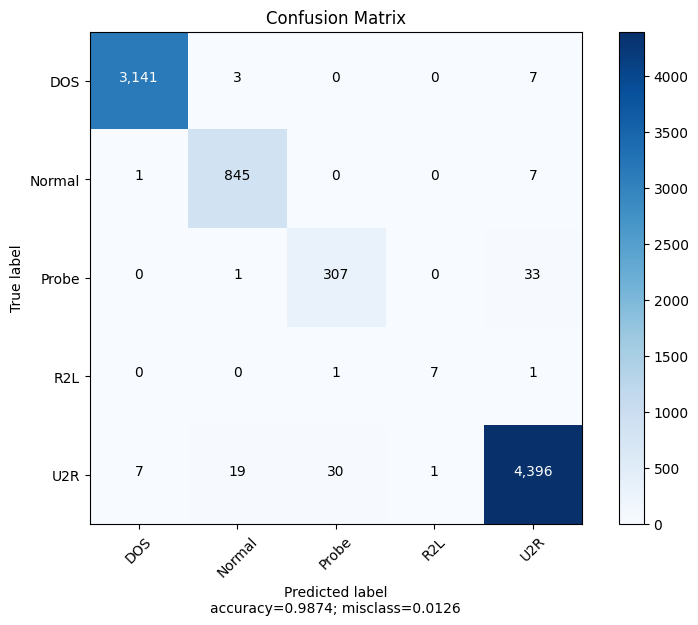 Confusion Matrix
DOS 3,141 3 0 0 7
Normal 1 845 0 0 7
Probe 0 1 307 0 33
R2L 0 0 1 7 1
U2R 7 19 30 1 4,396
True label
DOS Normal Probe R2L U2R
Predicted label
accuracy=0.9874; misclass=0.0126
4000
3500
3000
2500
2000
1500
1000
500
0